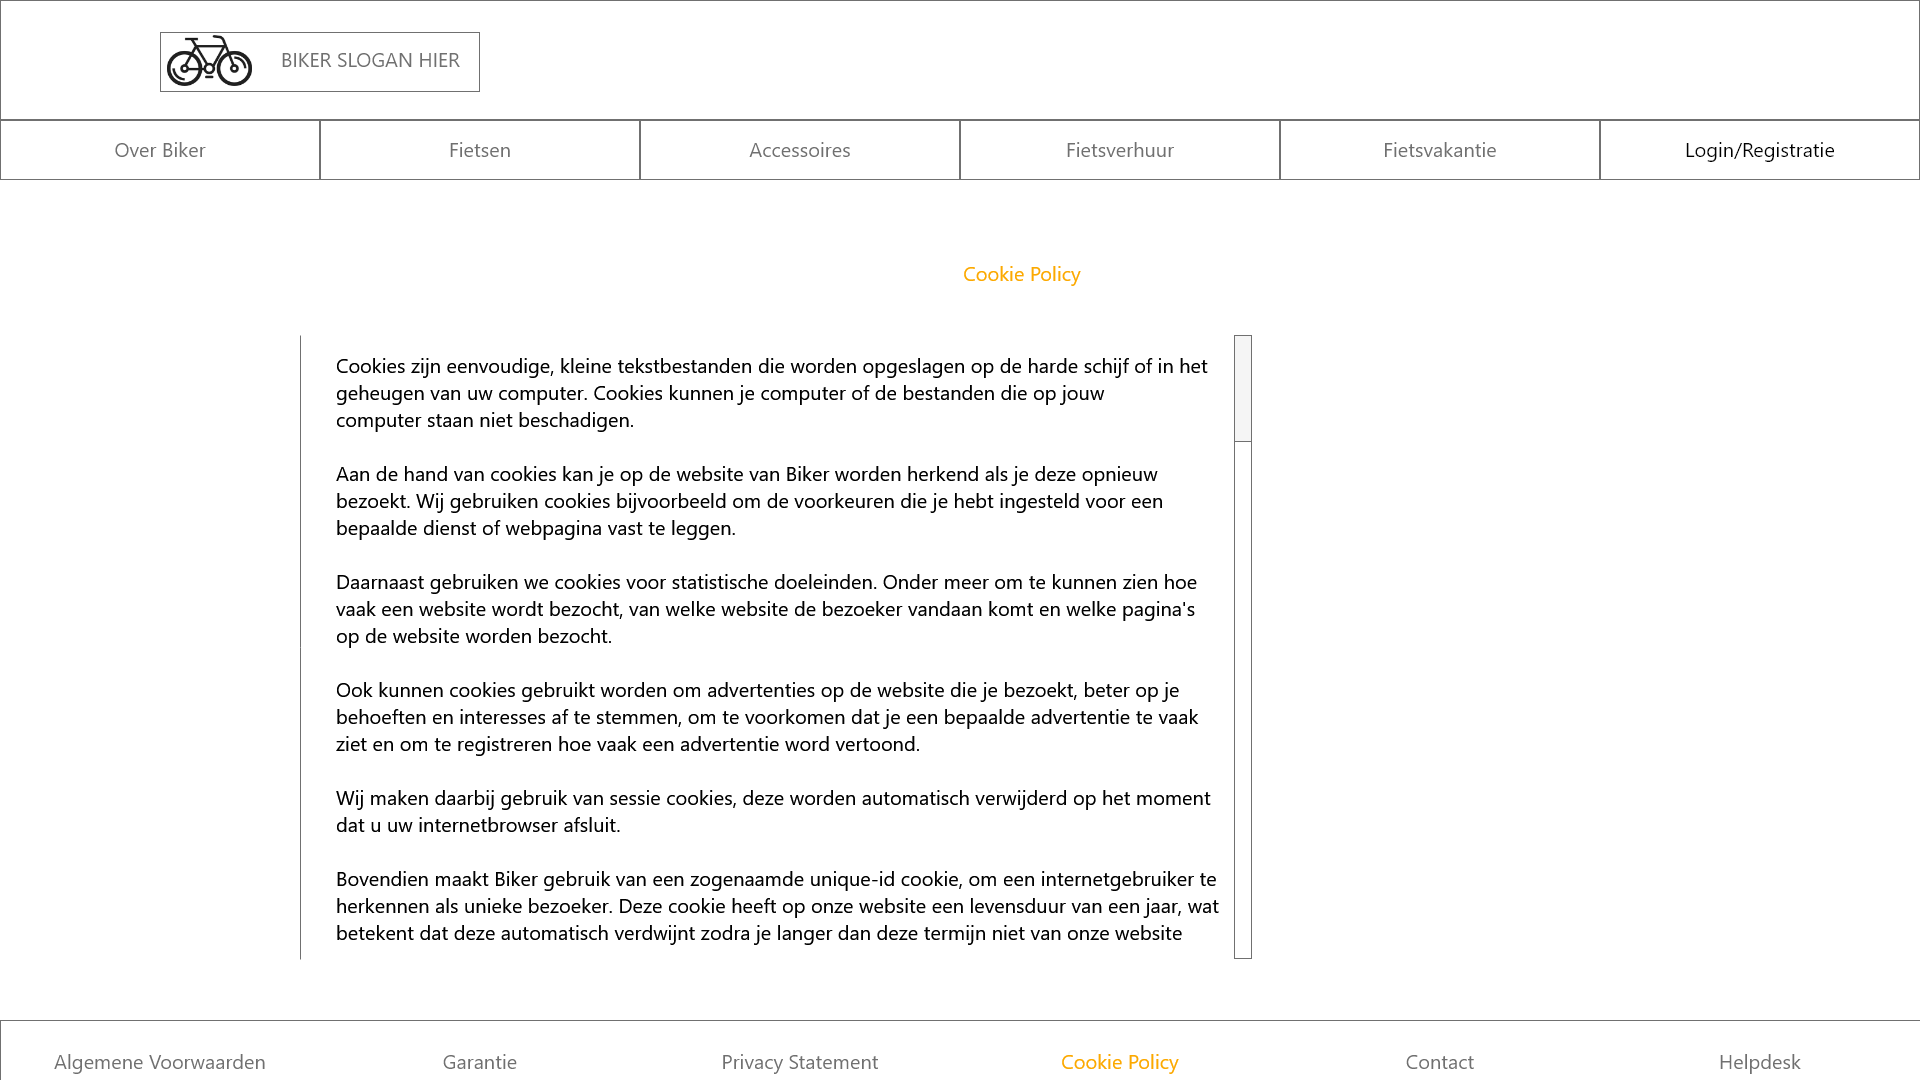 BIKER SLOGAN HIER
Over Biker
Fietsen
Accessoires
Fietsverhuur
Fietsvakantie
Login/Registratie
Cookie Policy
Cookies zijn eenvoudige, kleine tekstbestanden die worden opgeslagen op de harde schijf of in het
geheugen van uw computer. Cookies kunnen je computer of de bestanden die op jouw
computer staan niet beschadigen.
Aan de hand van cookies kan je op de website van Biker worden herkend als je deze opnieuw
bezoekt. Wij gebruiken cookies bijvoorbeeld om de voorkeuren die je hebt ingesteld voor een
bepaalde dienst of webpagina vast te leggen.
Daarnaast gebruiken we cookies voor statistische doeleinden. Onder meer om te kunnen zien hoe
vaak een website wordt bezocht, van welke website de bezoeker vandaan komt en welke pagina's
op de website worden bezocht.
Ook kunnen cookies gebruikt worden om advertenties op de website die je bezoekt, beter op je
behoeften en interesses af te stemmen, om te voorkomen dat je een bepaalde advertentie te vaak
ziet en om te registreren hoe vaak een advertentie word vertoond.
Wij maken daarbij gebruik van sessie cookies, deze worden automatisch verwijderd op het moment
dat u uw internetbrowser afsluit.
Bovendien maakt Biker gebruik van een zogenaamde unique-id cookie, om een internetgebruiker te
herkennen als unieke bezoeker. Deze cookie heeft op onze website een levensduur van een jaar, wat
betekent dat deze automatisch verdwijnt zodra je langer dan deze termijn niet van onze website
Algemene Voorwaarden
Garantie
Privacy Statement
Cookie Policy
Contact
Helpdesk